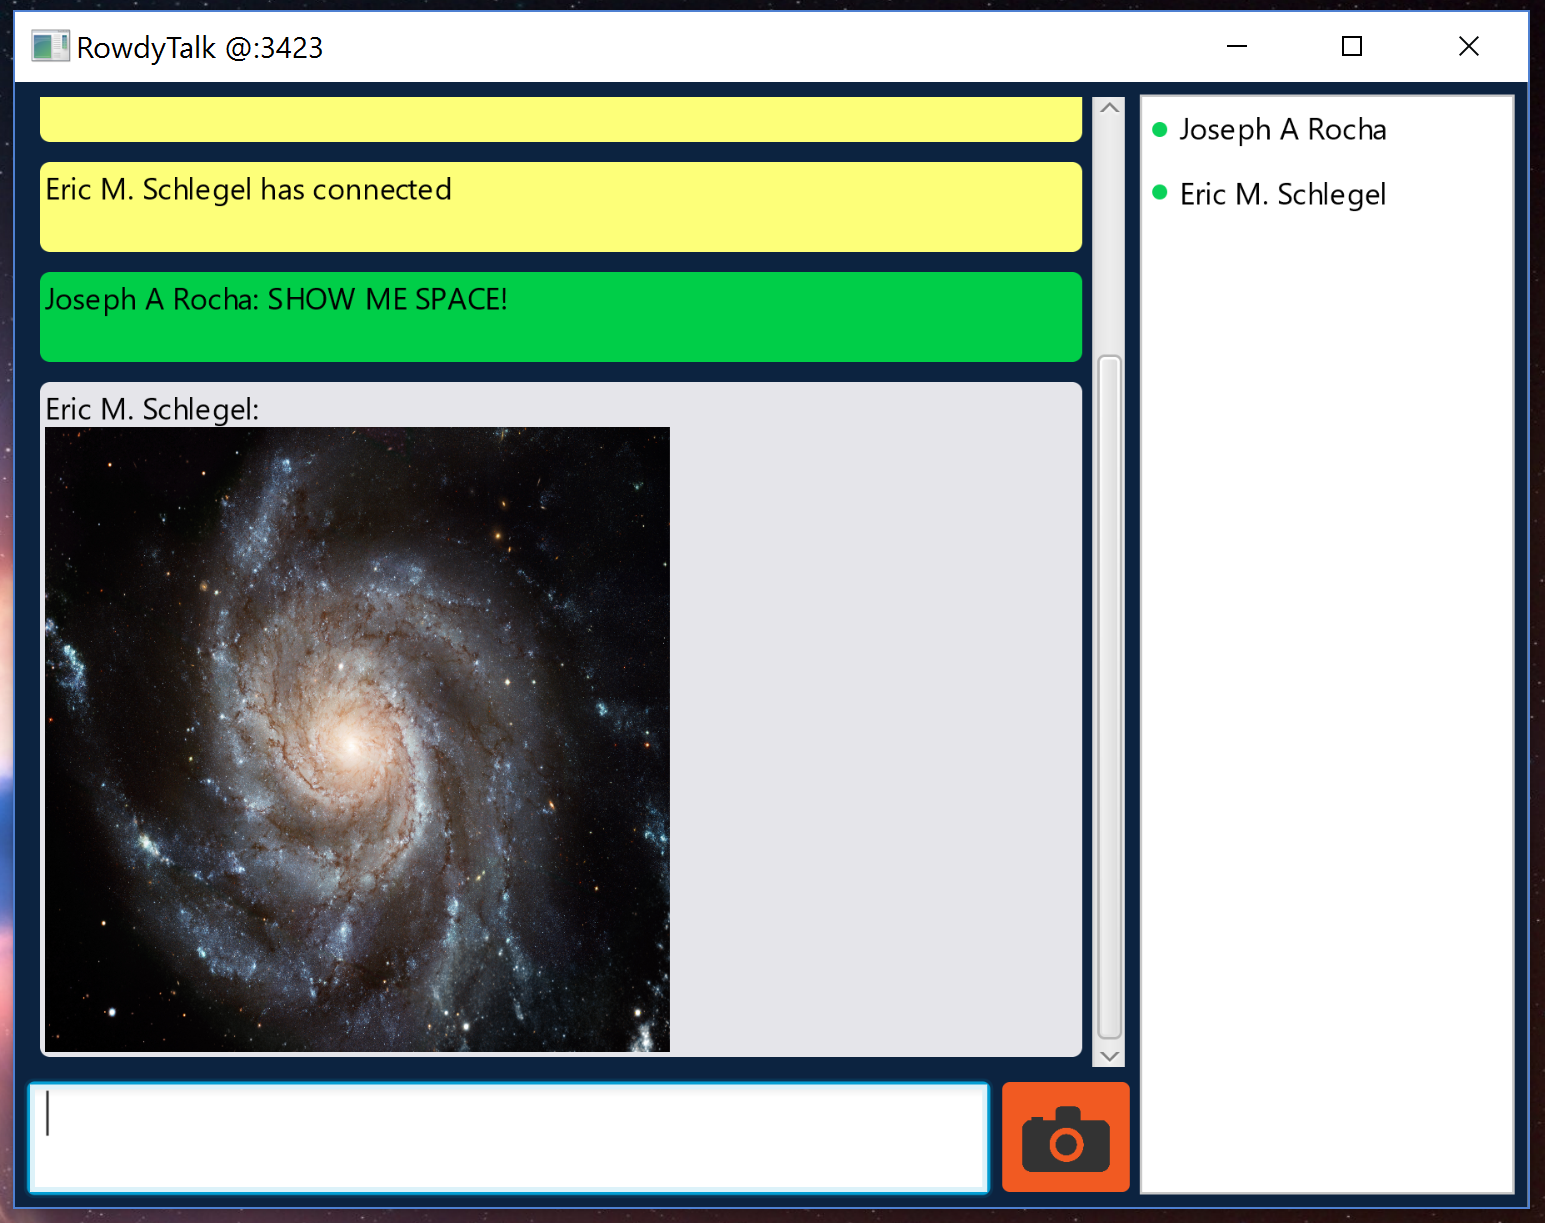 RowdyTalk @:3423
Eric M. Schlegel has connected
Joseph A Rocha: SHOW ME SPACE!
Eric M. Schlegel:
Joseph A Rocha
Eric M. Schlegel